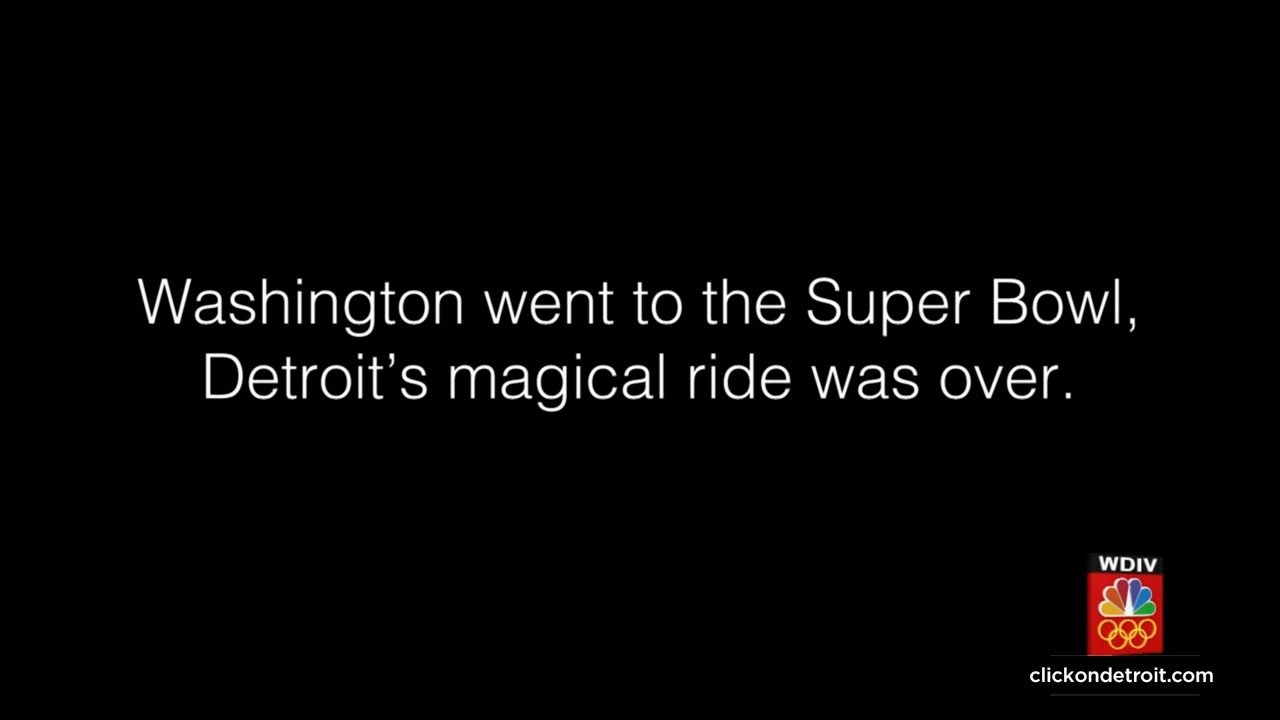 Washington went to the Super Bowl,
Detroit’s magical ride was over.
WDIV
clickondetroit.com